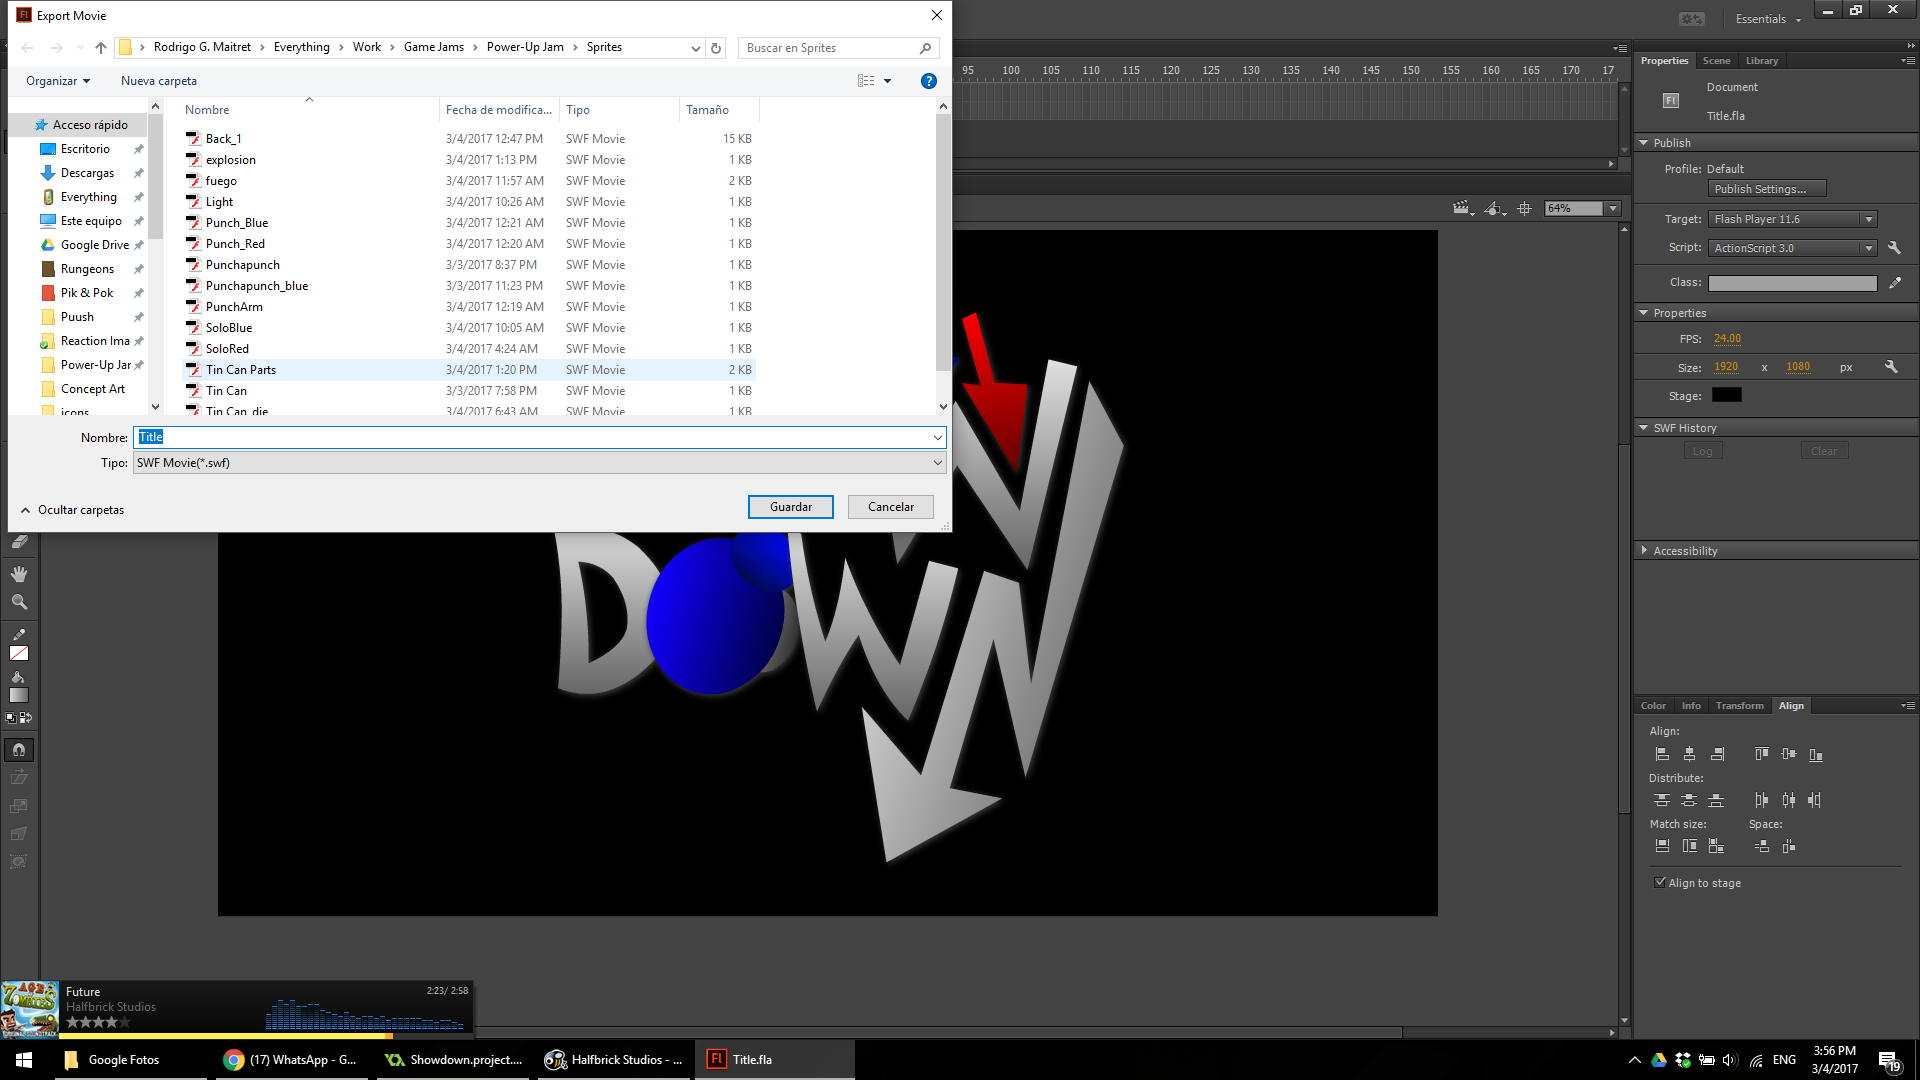 Export Movie
Rodrigo G. Maitret > Everything > Work > Game Jams > Power-Up Jam > Sprites
Buscar en Sprites
Organizar
Nueva carpeta
Nombre
Fecha de modifica...
Tipo
Tamaño
Acceso rápido
Escritorio
Descargas
Everything
Este equipo
Google Drive
Rungeons
Pik & Pok
Puush
Reaction Ima
Power-Up Jar
Concept Art
icons
Back_1 3/4/2017 12:47 PM SWF Movie 15 KB
explosion 3/4/2017 1:13 PM SWF Movie 1 KB
fuego 3/4/2017 11:57 AM SWF Movie 2 KB
Light 3/4/2017 10:26 AM SWF Movie 1 KB
Punch_Blue 3/4/2017 12:21 AM SWF Movie 1 KB
Punch_Red 3/4/2017 12:20 AM SWF Movie 1 KB
Punchapunch 3/3/2017 8:37 PM SWF Movie 1 KB
Punchapunch_blue 3/3/2017 11:23 PM SWF Movie 1 KB
PunchArm 3/4/2017 12:19 AM SWF Movie 1 KB
SoloBlue 3/4/2017 10:05 AM SWF Movie 1 KB
SoloRed 3/4/2017 4:24 AM SWF Movie 1 KB
Tin Can Parts 3/4/2017 1:20 PM SWF Movie 2 KB
Tin Can 3/3/2017 7:58 PM SWF Movie 1 KB
Tin Can_die 3/4/2017 6:43 AM SWF Movie 1 KB
Nombre: Title
Tipo: SWF Movie(*.swf)
Ocultar carpetas
Guardar
Cancelar
Essentials
95 100 105 110 115 120 125 130 135 140 145 150 155 160 165 170 17
64%
DOWN
Properties Scene Library
Document
Fl
Title.fla
Publish
Profile: Default
Publish Settings...
Target: Flash Player 11.6
Script: ActionScript 3.0
Class:
Properties
FPS: 24.00
Size: 1920 x 1080 px
Stage:
SWF History
Log
Clear
Accessibility
Color Info Transform Align
Align:
Distribute:
Match size:
Space:
Align to stage
AGE
ZOMBIES
Future
2:23/ 2:58
Halfbrick Studios
Google Fotos
(17) WhatsApp - G...
Showdown.project....
Halfbrick Studios - ...
Fl
Title.fla
ENG
3:56 PM
3/4/2017
19